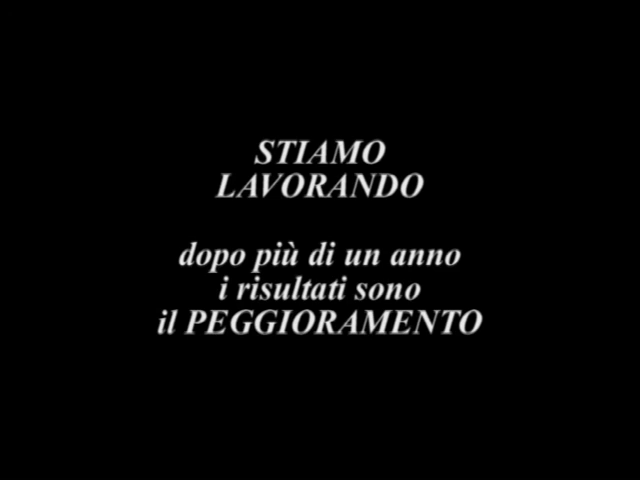 STIAMO
LAVORANDO
dopo più di un anno
i risultati sono
il PEGGIORAMENTO